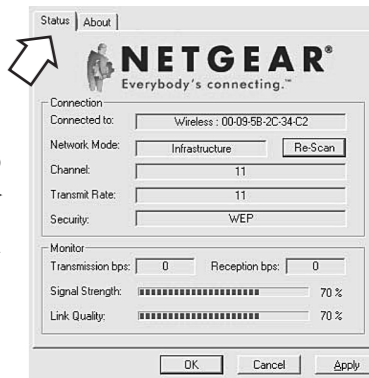 Status About
NETGEAR®
Everybody's connecting.™
Connection
Connected to: Wireless : 00-09-5B-2C-34-C2
Network Mode: Infrastructure Re-Scan
Channel: 11
Transmit Rate: 11
Security: WEP
Monitor
Transmission bps: 0 Reception bps: 0
Signal Strength: 70 %
Link Quality: 70 %
OK Cancel Apply